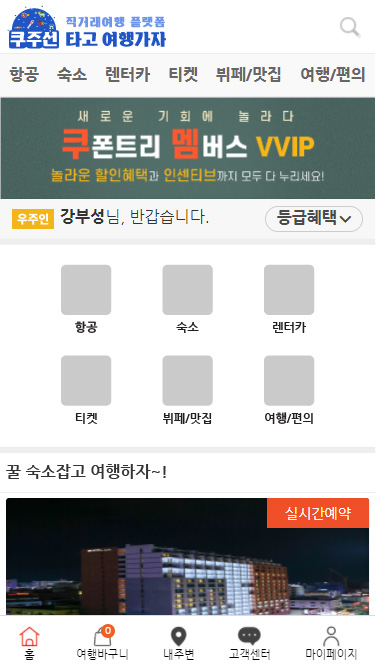 쿠주선
직거래여행 플랫폼
타고 여행가자
항공 숙소 렌터카 티켓 뷔페/맛집 여행/편의
새로운 기회에 놀라다
쿠폰트리 멤버스 VVIP
놀라운 할인혜택과 인센티브까지 모두 다 누리세요!
우주인 강부성님, 반갑습니다. 등급혜택
항공 숙소 렌터카
티켓 뷔페/맛집 여행/편의
꿀 숙소잡고 여행하자~!
실시간예약
0
홈 여행바구니 내주변 고객센터 마이페이지